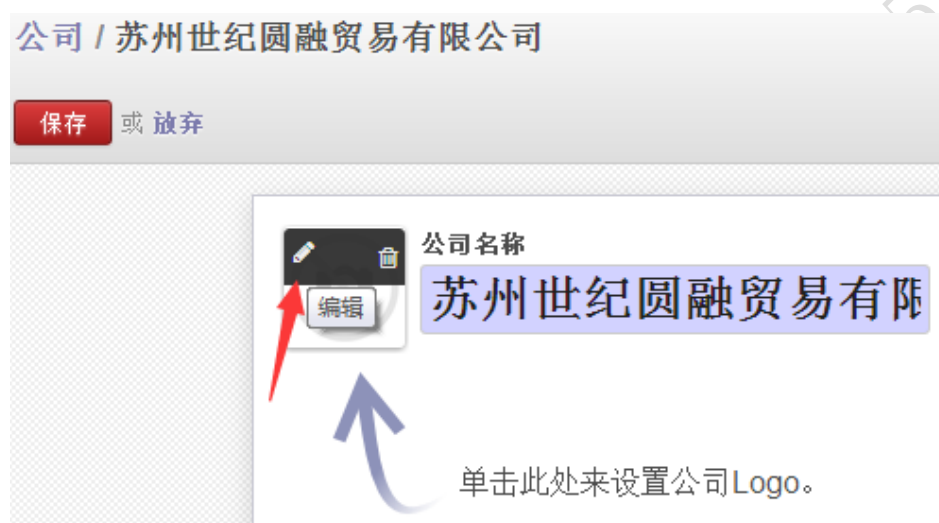 公司 / 苏州世纪圆融贸易有限公司
保存 或 放弃
公司名称
苏州世纪圆融贸易有限
编辑
单击此处来设置公司Logo。